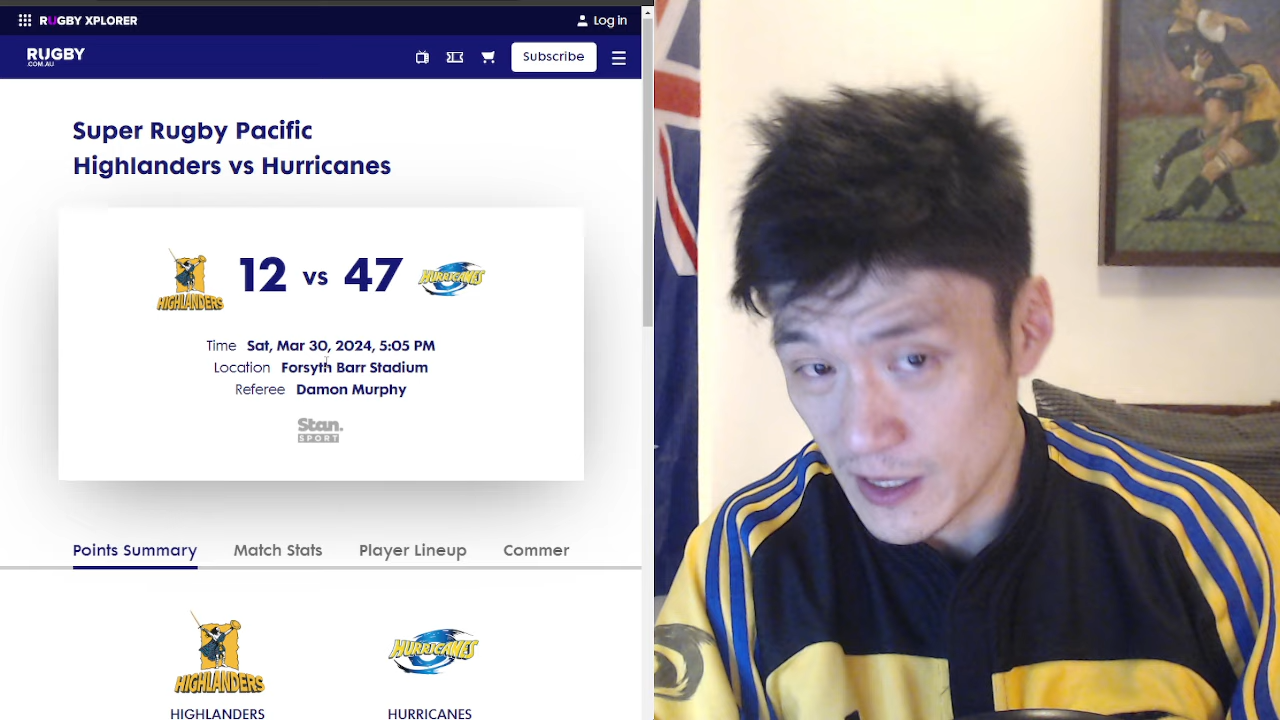 RUGBY XPLORER
Log in
RUGBY
.COM.AU
Subscribe
Super Rugby Pacific
Highlanders vs Hurricanes
HIGHLANDERS
12 vs 47
HURRICANES
Time Sat, Mar 30, 2024, 5:05 PM
Location Forsyth Barr Stadium
Referee Damon Murphy
Stan.
SPORT
Points Summary
Match Stats
Player Lineup
Commer
HIGHLANDERS
HURRICANES
HIGHLANDERS
HURRICANES